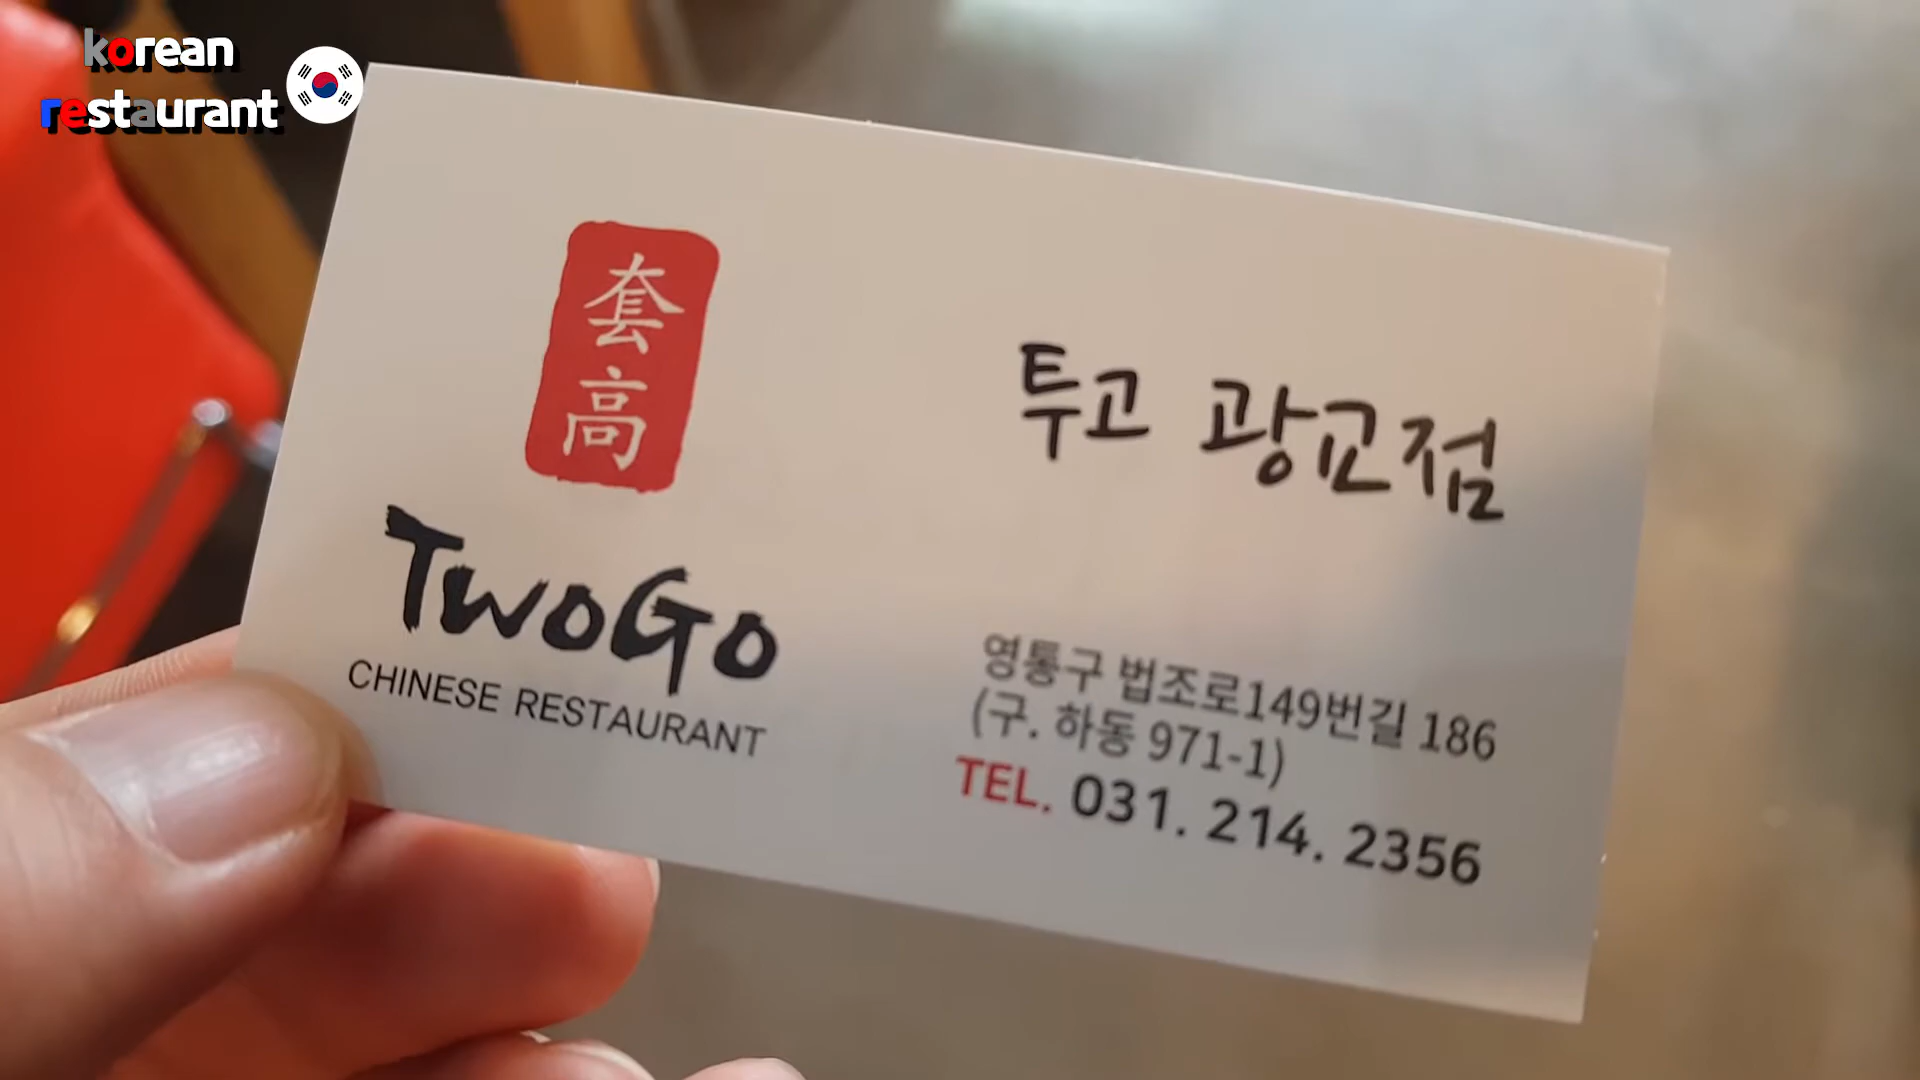 korean
restaurant
套
高
TwoGo
CHINESE RESTAURANT
투고 광교점
영통구 법조로149번길 186
(구. 하동 971-1)
TEL. 031. 214. 2356